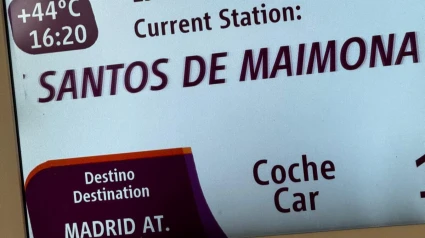 +44°C
16:20
Current Station:
SANTOS DE MAIMONA
Destino
Destination
MADRID AT.
Coche
Car